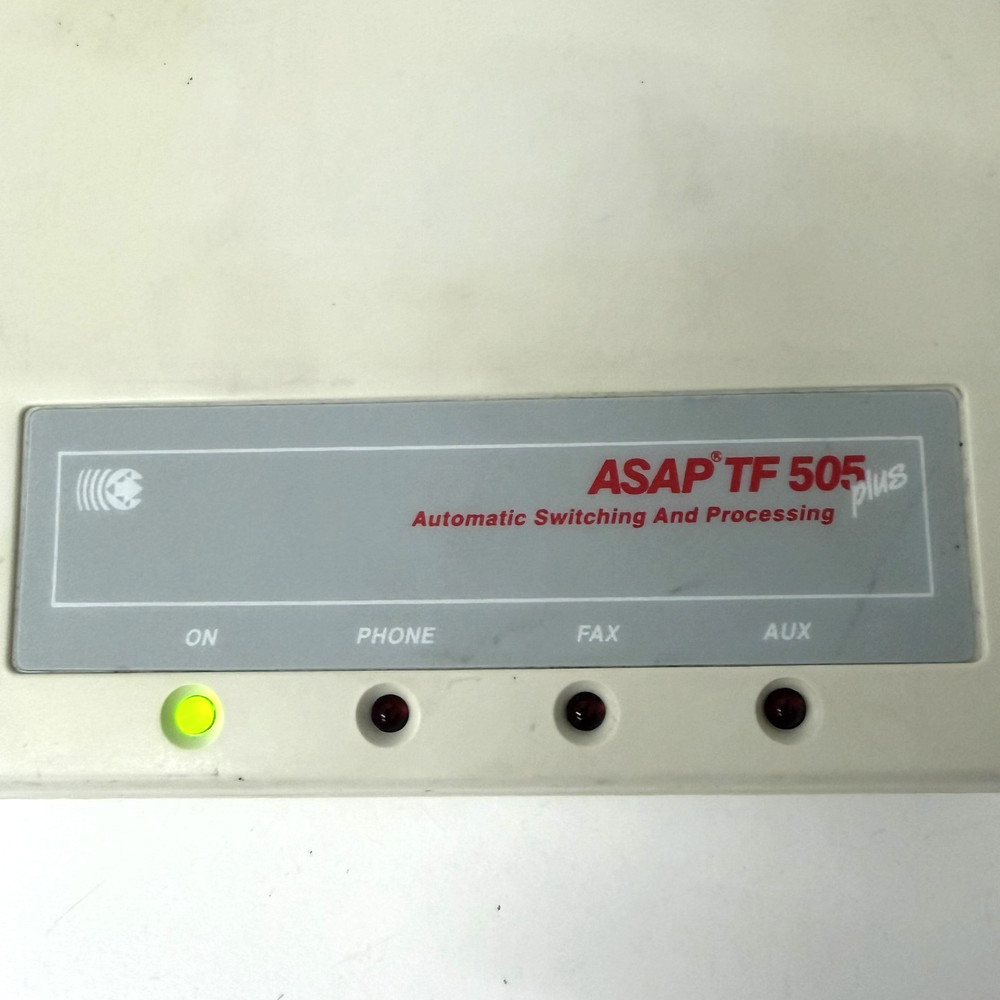 ASAP® TF 505 plus
Automatic Switching And Processing
ON PHONE FAX AUX